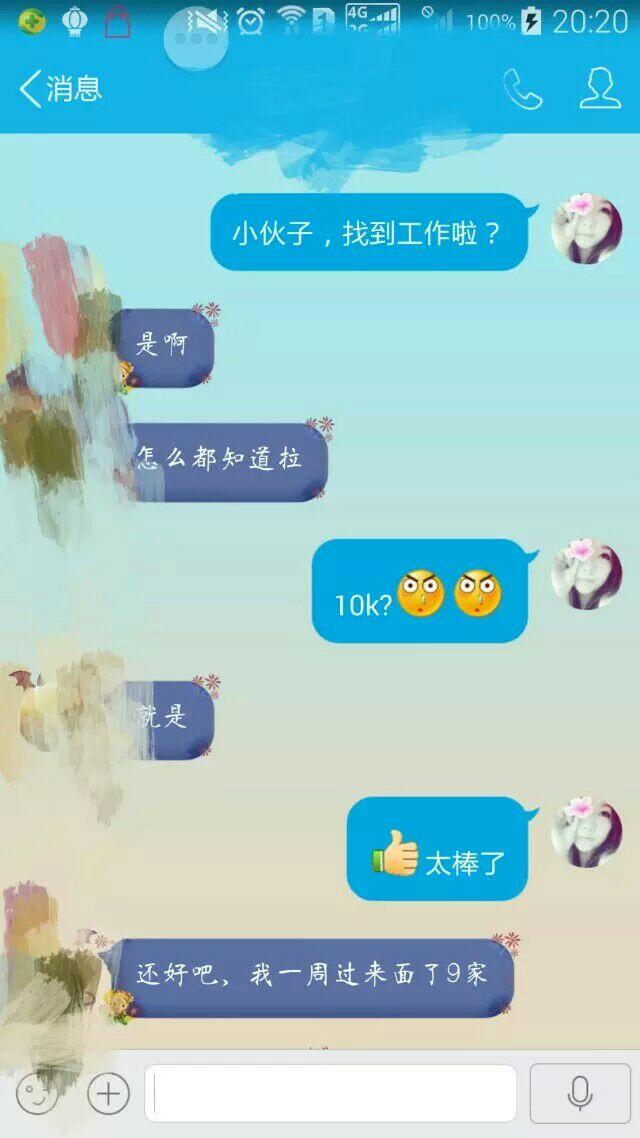 4G
2G
100%
20:20
消息
小伙子，找到工作啦？
是啊
怎么都知道拉
10k?
就是
太棒了
还好吧，我一周过来面了9家